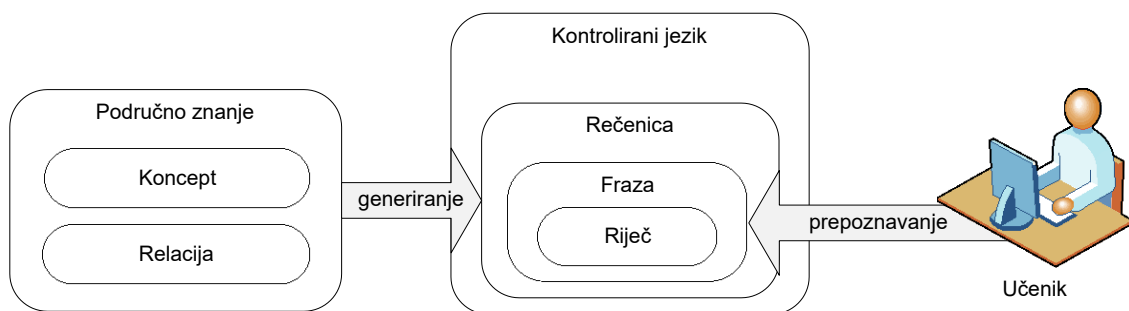 Kontrolirani jezik
Područno znanje
Rečenica
Koncept
Fraza
generiranje
Riječ
prepoznavanje
Relacija
Učenik